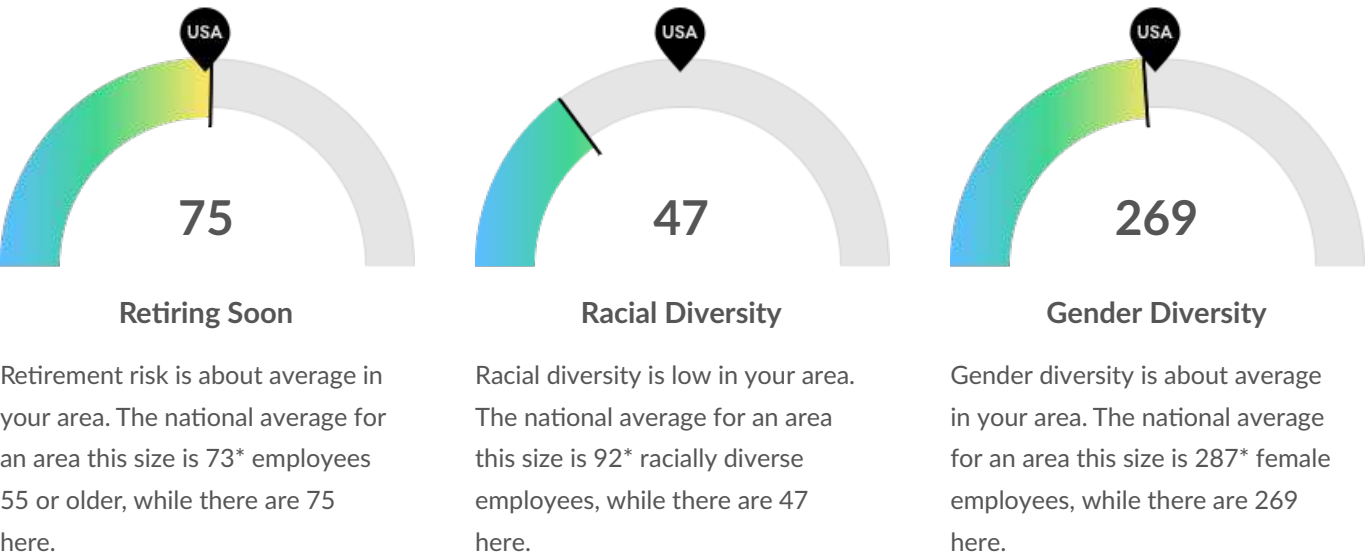 USA
75
Retiring Soon
Retirement risk is about average in
your area. The national average for
an area this size is 73* employees
55 or older, while there are 75
here.
USA
47
Racial Diversity
Racial diversity is low in your area.
The national average for an area
this size is 92* racially diverse
employees, while there are 47
here.
USA
269
Gender Diversity
Gender diversity is about average
in your area. The national average
for an area this size is 287* female
employees, while there are 269
here.